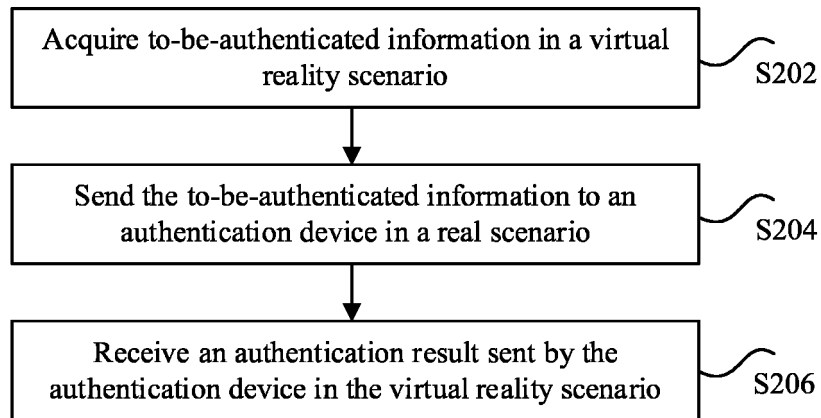 Acquire to-be-authenticated information in a virtual
reality scenario
S202
Send the to-be-authenticated information to an
authentication device in a real scenario
S204
Receive an authentication result sent by the
authentication device in the virtual reality scenario
S206